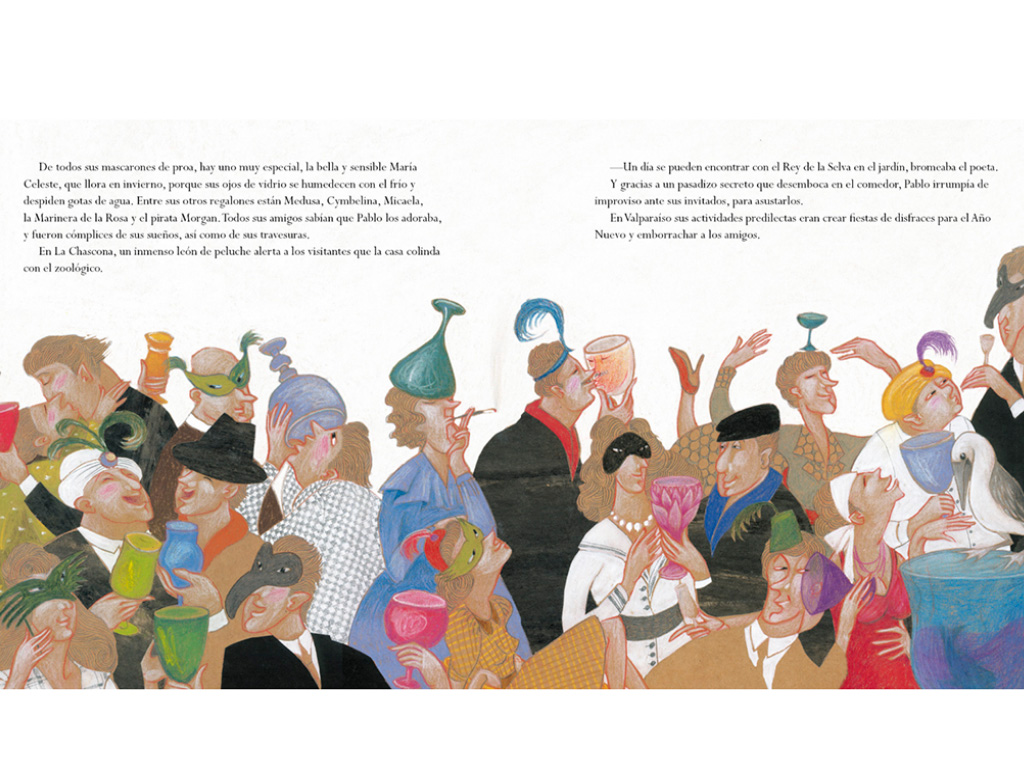 De todos sus mascarones de proa, hay uno muy especial, la bella y sensible María
Celeste, que llora en invierno, porque sus ojos de vidrio se humedecen con el frío y
despiden gotas de agua. Entre sus otros regalones están Medusa, Cymbelina, Micaela,
la Marinera de la Rosa y el pirata Morgan. Todos sus amigos sabían que Pablo los adoraba,
y fueron cómplices de sus sueños, así como de sus travesuras.
En La Chascona, un inmenso león de peluche alerta a los visitantes que la casa colinda
con el zoológico.
—Un día se pueden encontrar con el Rey de la Selva en el jardín, bromeaba el poeta.
Y gracias a un pasadizo secreto que desemboca en el comedor, Pablo irrumpía de
improviso ante sus invitados, para asustarlos.
En Valparaíso sus actividades predilectas eran crear fiestas de disfraces para el Año
Nuevo y emborrachar a los amigos.